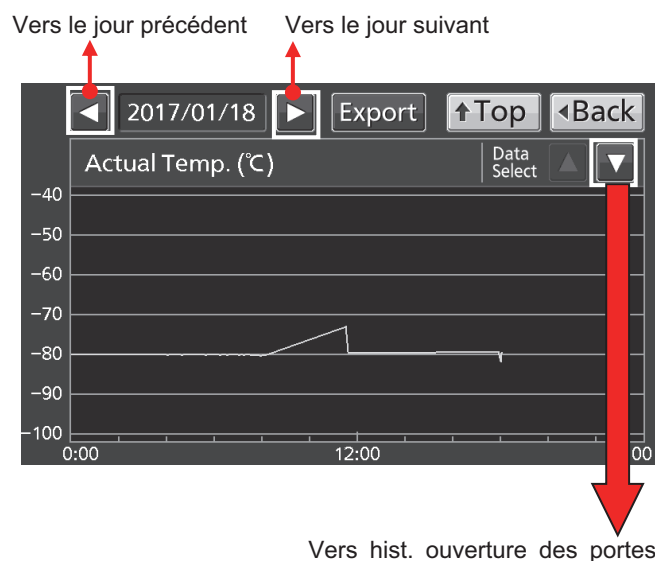 Vers le jour précédent Vers le jour suivant
◄ 2017/01/18 ► Export ↑Top ◂Back
Actual Temp. (℃) Data Select ▲ ▼
−40
−50
−60
−70
−80
−90
−100
0:00 12:00 00
Vers hist. ouverture des portes